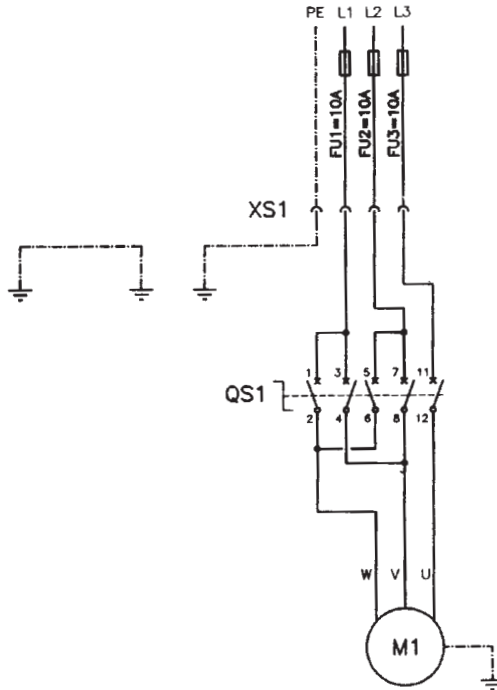 PE L1 L2 L3
FU1=10A
FU2=10A
FU3=10A
XS1
1 3 5 7 11
QS1
2 4 6 8 12
W V U
M1